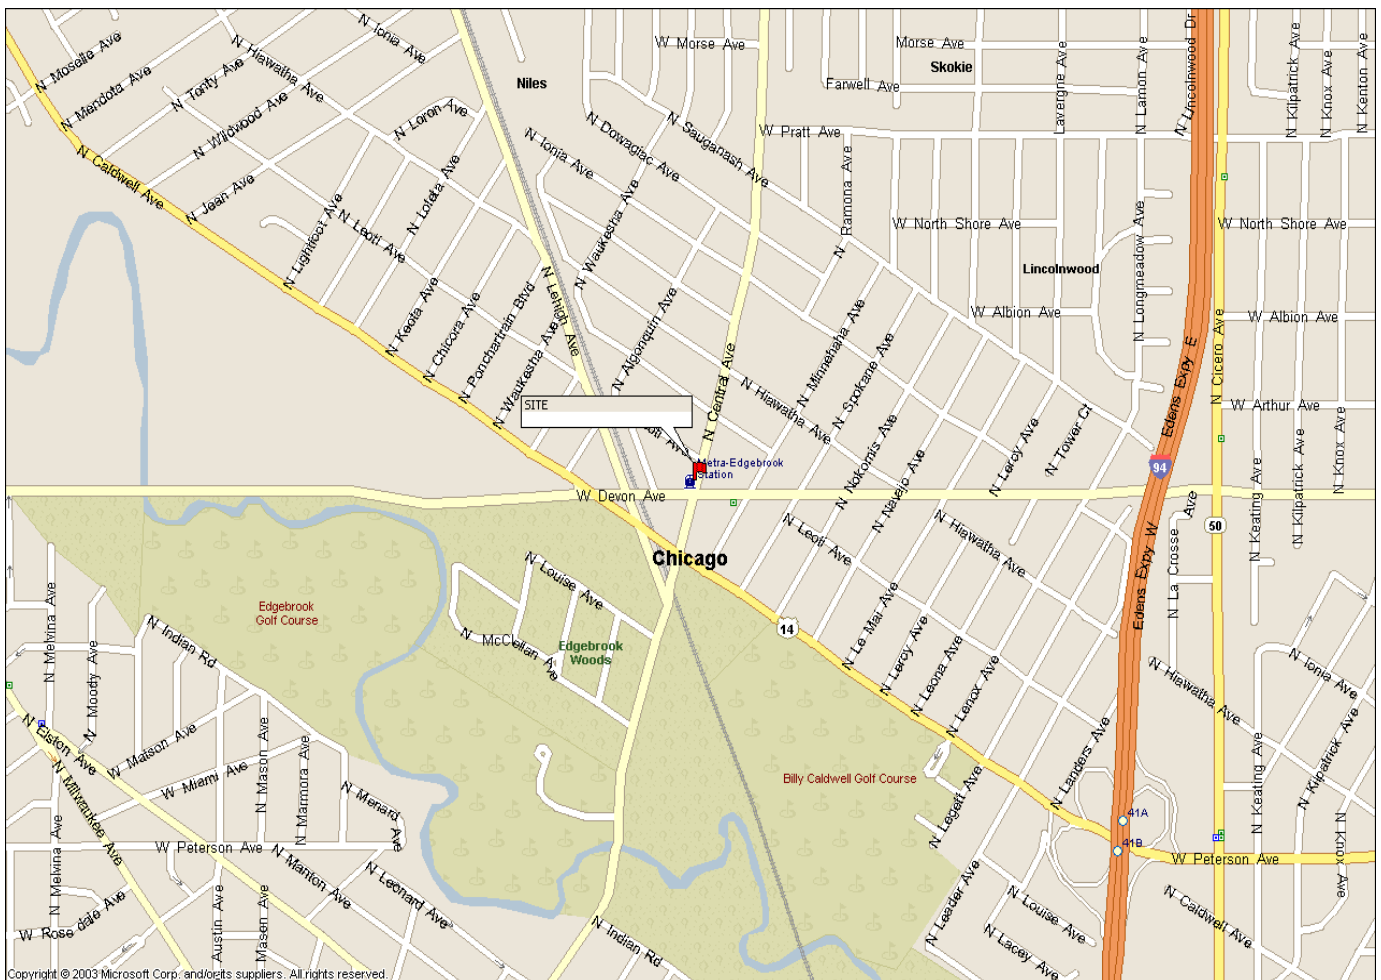 N Moselle Ave
N Mendota Ave
N Tonty Ave
N Hiawatha Ave
N Ionia Ave
N Wildwood Ave
N Caldwell Ave
N Jean Ave
N Loron Ave
N Loleta Ave
N Lightfoot Ave
N Leoti Ave
N Keota Ave
N Chicora Ave
N Ponchartrain Blvd
N Waukesha Ave
N Lehigh Ave
Niles
W Morse Ave
Morse Ave
Skokie
Farwell Ave
Lavergne Ave
N Lamon Ave
N Lincolnwood Dr
N Kilpatrick Ave
N Knox Ave
N Kenton Ave
N Ionia Ave
N Dowagiac Ave
N Sauganash Ave
W Pratt Ave
N Ramona Ave
N Waukesha Ave
W North Shore Ave
W North Shore Ave
Lincolnwood
N Longmeadow Ave
W Albion Ave
W Albion Ave
N Algonquin Ave
N Central Ave
N Minnehaha Ave
N Spokane Ave
N Hiawatha Ave
N Cicero Ave
Edens Expy E
W Arthur Ave
SITE
Metra-Edgebrook
Station
N Nokomis Ave
N Navajo Ave
N Leroy Ave
N Tower Ct
94
N Keating Ave
N Kilpatrick Ave
N Knox Ave
W Devon Ave
50
Edens Expy W
N La Crosse Ave
N Leoti Ave
N Hiawatha Ave
Chicago
N Louise Ave
N McClellan Ave
Edgebrook
Woods
Edgebrook
Golf Course
14
N Le Mai Ave
N Leroy Ave
N Leona Ave
N Lenox Ave
N Hiawatha Ave
N Ionia Ave
N Melvina Ave
N Moody Ave
N Indian Rd
N Elston Ave
N Milwaukee Ave
W Matson Ave
W Miami Ave
N Mason Ave
N Marmora Ave
N Menard Ave
Billy Caldwell Golf Course
N Legett Ave
N Landers Ave
N Keating Ave
N Kilpatrick Ave
N Knox Ave
41A
41B
W Peterson Ave
W Peterson Ave
N Melvina Ave
N Manton Ave
N Leonard Ave
W Rosedale Ave
Austin Ave
Mason Ave
N Indian Rd
N Leader Ave
N Louise Ave
N Lacey Ave
N Caldwell Ave
Copyright © 2003 Microsoft Corp. and/or its suppliers. All rights reserved.